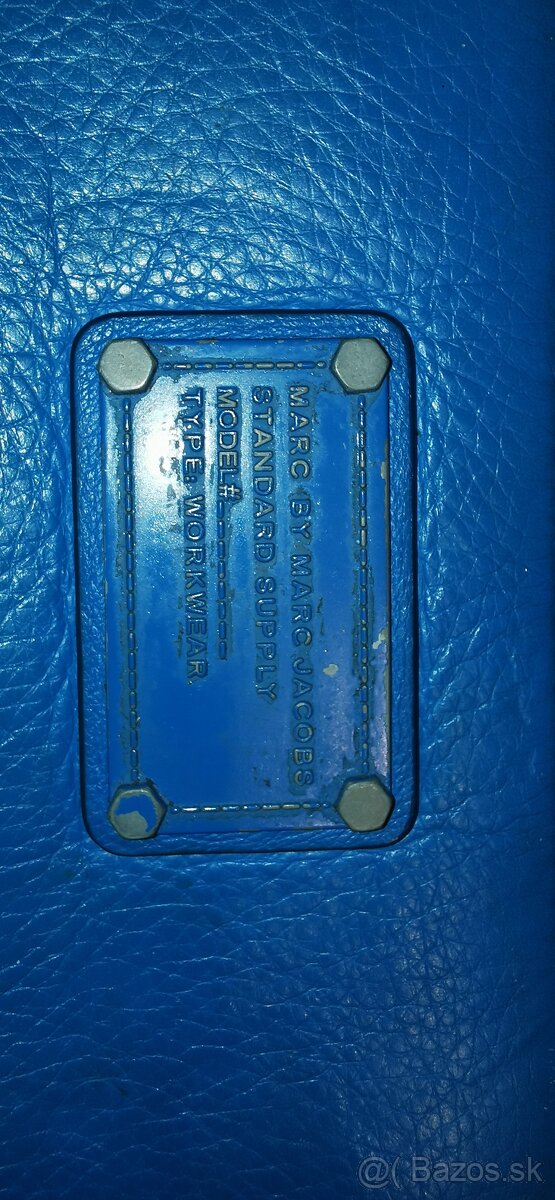 MARC BY MARC JACOBS
STANDARD SUPPLY
MODEL# _ _ _ _ _ _ _
TYPE: WORKWEAR
@( Bazos.sk